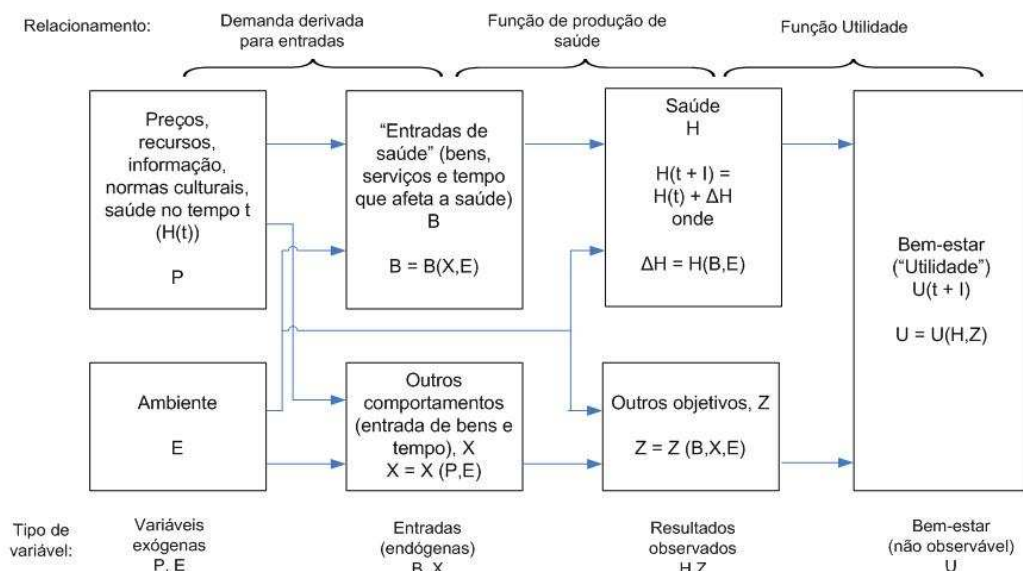 Relacionamento:
Demanda derivada
para entradas
Função de produção de
saúde
Função Utilidade
Preços,
recursos,
informação,
normas culturais,
saúde no tempo t
(H(t))
P
“Entradas de
saúde” (bens,
serviços e tempo
que afeta a saúde)
B
B = B(X,E)
Saúde
H
H(t + I) =
H(t) + ΔH
onde
ΔH = H(B,E)
Bem-estar
(“Utilidade”)
U(t + I)
U = U(H,Z)
Ambiente
E
Outros
comportamentos
(entrada de bens e
tempo), X
X = X (P,E)
Outros objetivos, Z
Z = Z (B,X,E)
Tipo de
variável:
Variáveis
exógenas
P, E
Entradas
(endógenas)
B, X
Resultados
observados
H,Z
Bem-estar
(não observável)
U